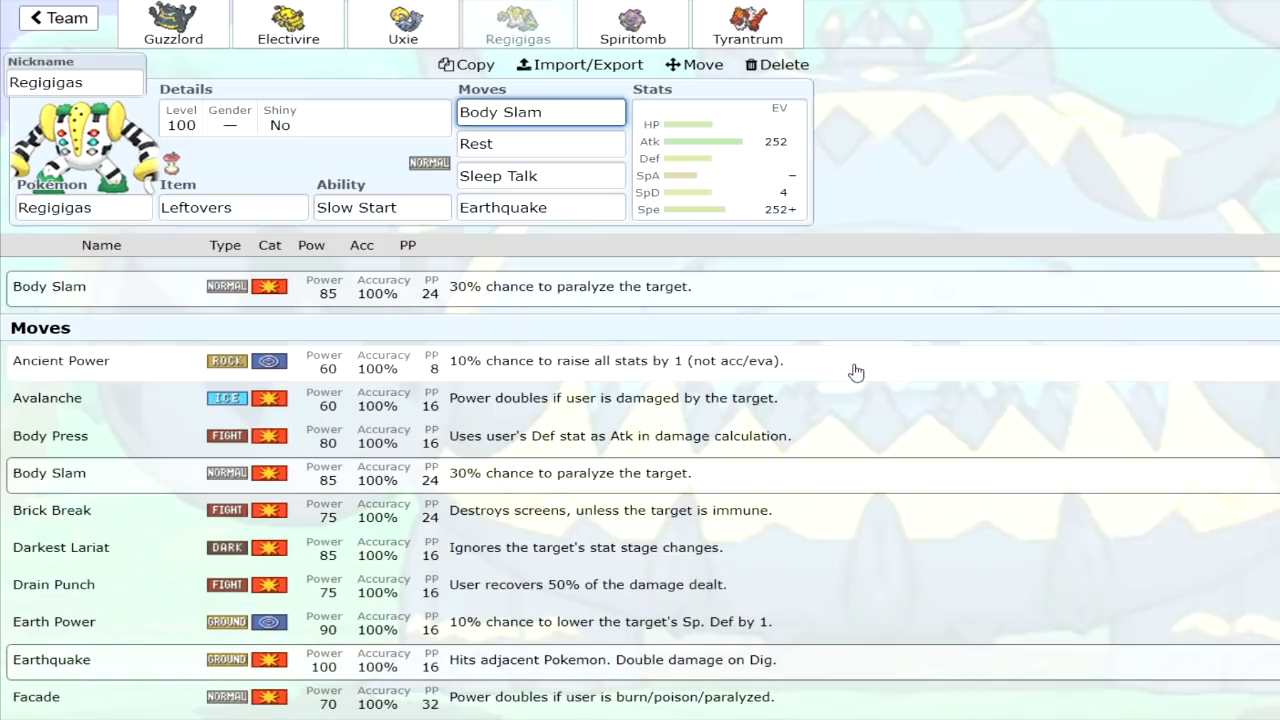 Team
Guzzlord Electivire Uxie Regigigas Spiritomb Tyrantrum
Nickname
Copy Import/Export Move Delete
Regigigas
Details Moves Stats
Level Gender Shiny
100 — No
Body Slam
EV
HP
Atk 252
Rest
NORMAL
Def
Sleep Talk
SpA –
Pokémon Item Ability
SpD 4
Regigigas Leftovers Slow Start Earthquake
Spe 252+
Name Type Cat Pow Acc PP
Body Slam NORMAL Power 85 Accuracy 100% PP 24 30% chance to paralyze the target.
Moves
Ancient Power ROCK Power 60 Accuracy 100% PP 8 10% chance to raise all stats by 1 (not acc/eva).
Avalanche ICE Power 60 Accuracy 100% PP 16 Power doubles if user is damaged by the target.
Body Press FIGHT Power 80 Accuracy 100% PP 16 Uses user's Def stat as Atk in damage calculation.
Body Slam NORMAL Power 85 Accuracy 100% PP 24 30% chance to paralyze the target.
Brick Break FIGHT Power 75 Accuracy 100% PP 24 Destroys screens, unless the target is immune.
Darkest Lariat DARK Power 85 Accuracy 100% PP 16 Ignores the target's stat stage changes.
Drain Punch FIGHT Power 75 Accuracy 100% PP 16 User recovers 50% of the damage dealt.
Earth Power GROUND Power 90 Accuracy 100% PP 16 10% chance to lower the target's Sp. Def by 1.
Earthquake GROUND Power 100 Accuracy 100% PP 16 Hits adjacent Pokemon. Double damage on Dig.
Facade NORMAL Power 70 Accuracy 100% PP 32 Power doubles if user is burn/poison/paralyzed.